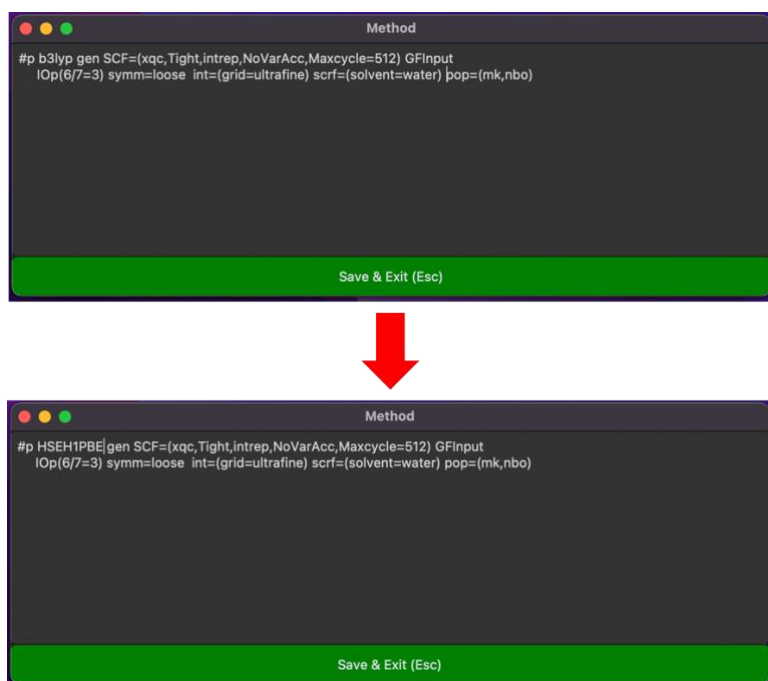 Method
#p b3lyp gen SCF=(xqc,Tight,intrep,NoVarAcc,Maxcycle=512) GFInput
IOp(6/7=3) symm=loose int=(grid=ultrafine) scrf=(solvent=water) pop=(mk,nbo)
Save & Exit (Esc)
Method
#p HSEH1PBE gen SCF=(xqc,Tight,intrep,NoVarAcc,Maxcycle=512) GFInput
IOp(6/7=3) symm=loose int=(grid=ultrafine) scrf=(solvent=water) pop=(mk,nbo)
Save & Exit (Esc)